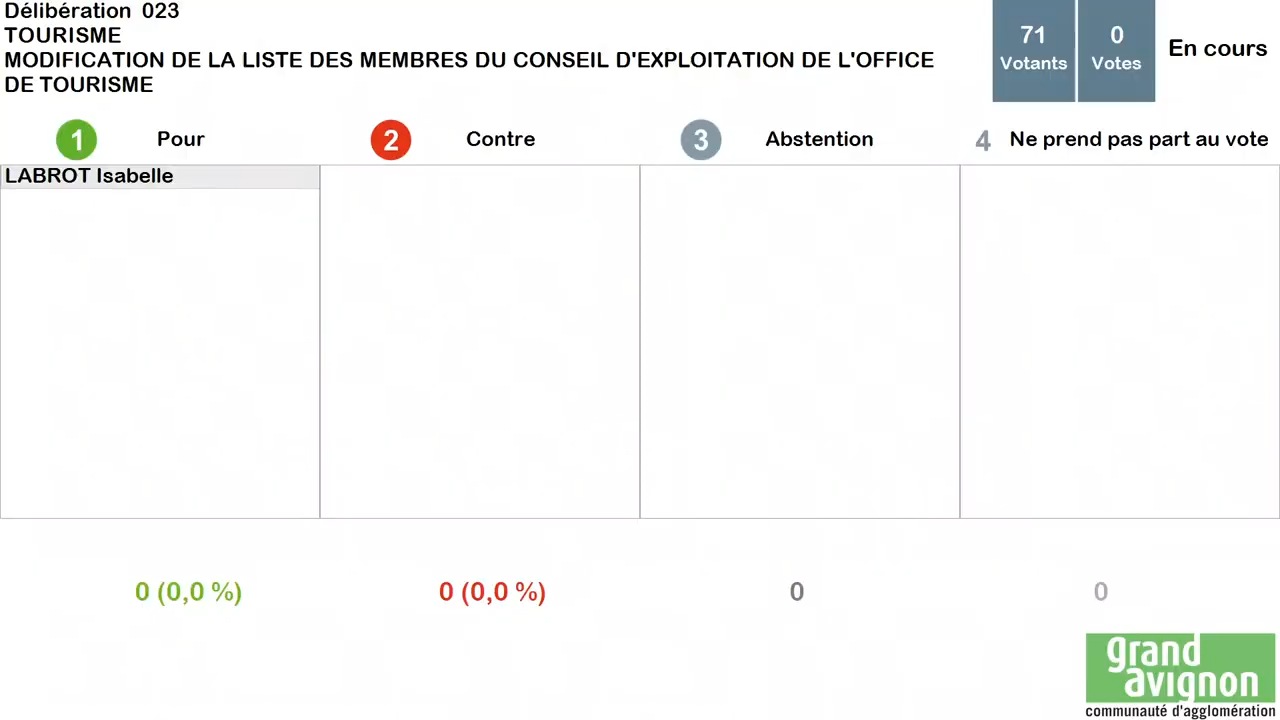 Délibération 023
TOURISME
MODIFICATION DE LA LISTE DES MEMBRES DU CONSEIL D'EXPLOITATION DE L'OFFICE
DE TOURISME
71 Votants
0 Votes
En cours
1 Pour
2 Contre
3 Abstention
4 Ne prend pas part au vote
LABROT Isabelle
0 (0,0 %)
0 (0,0 %)
0
0
grand
avignon
communauté d'agglomération